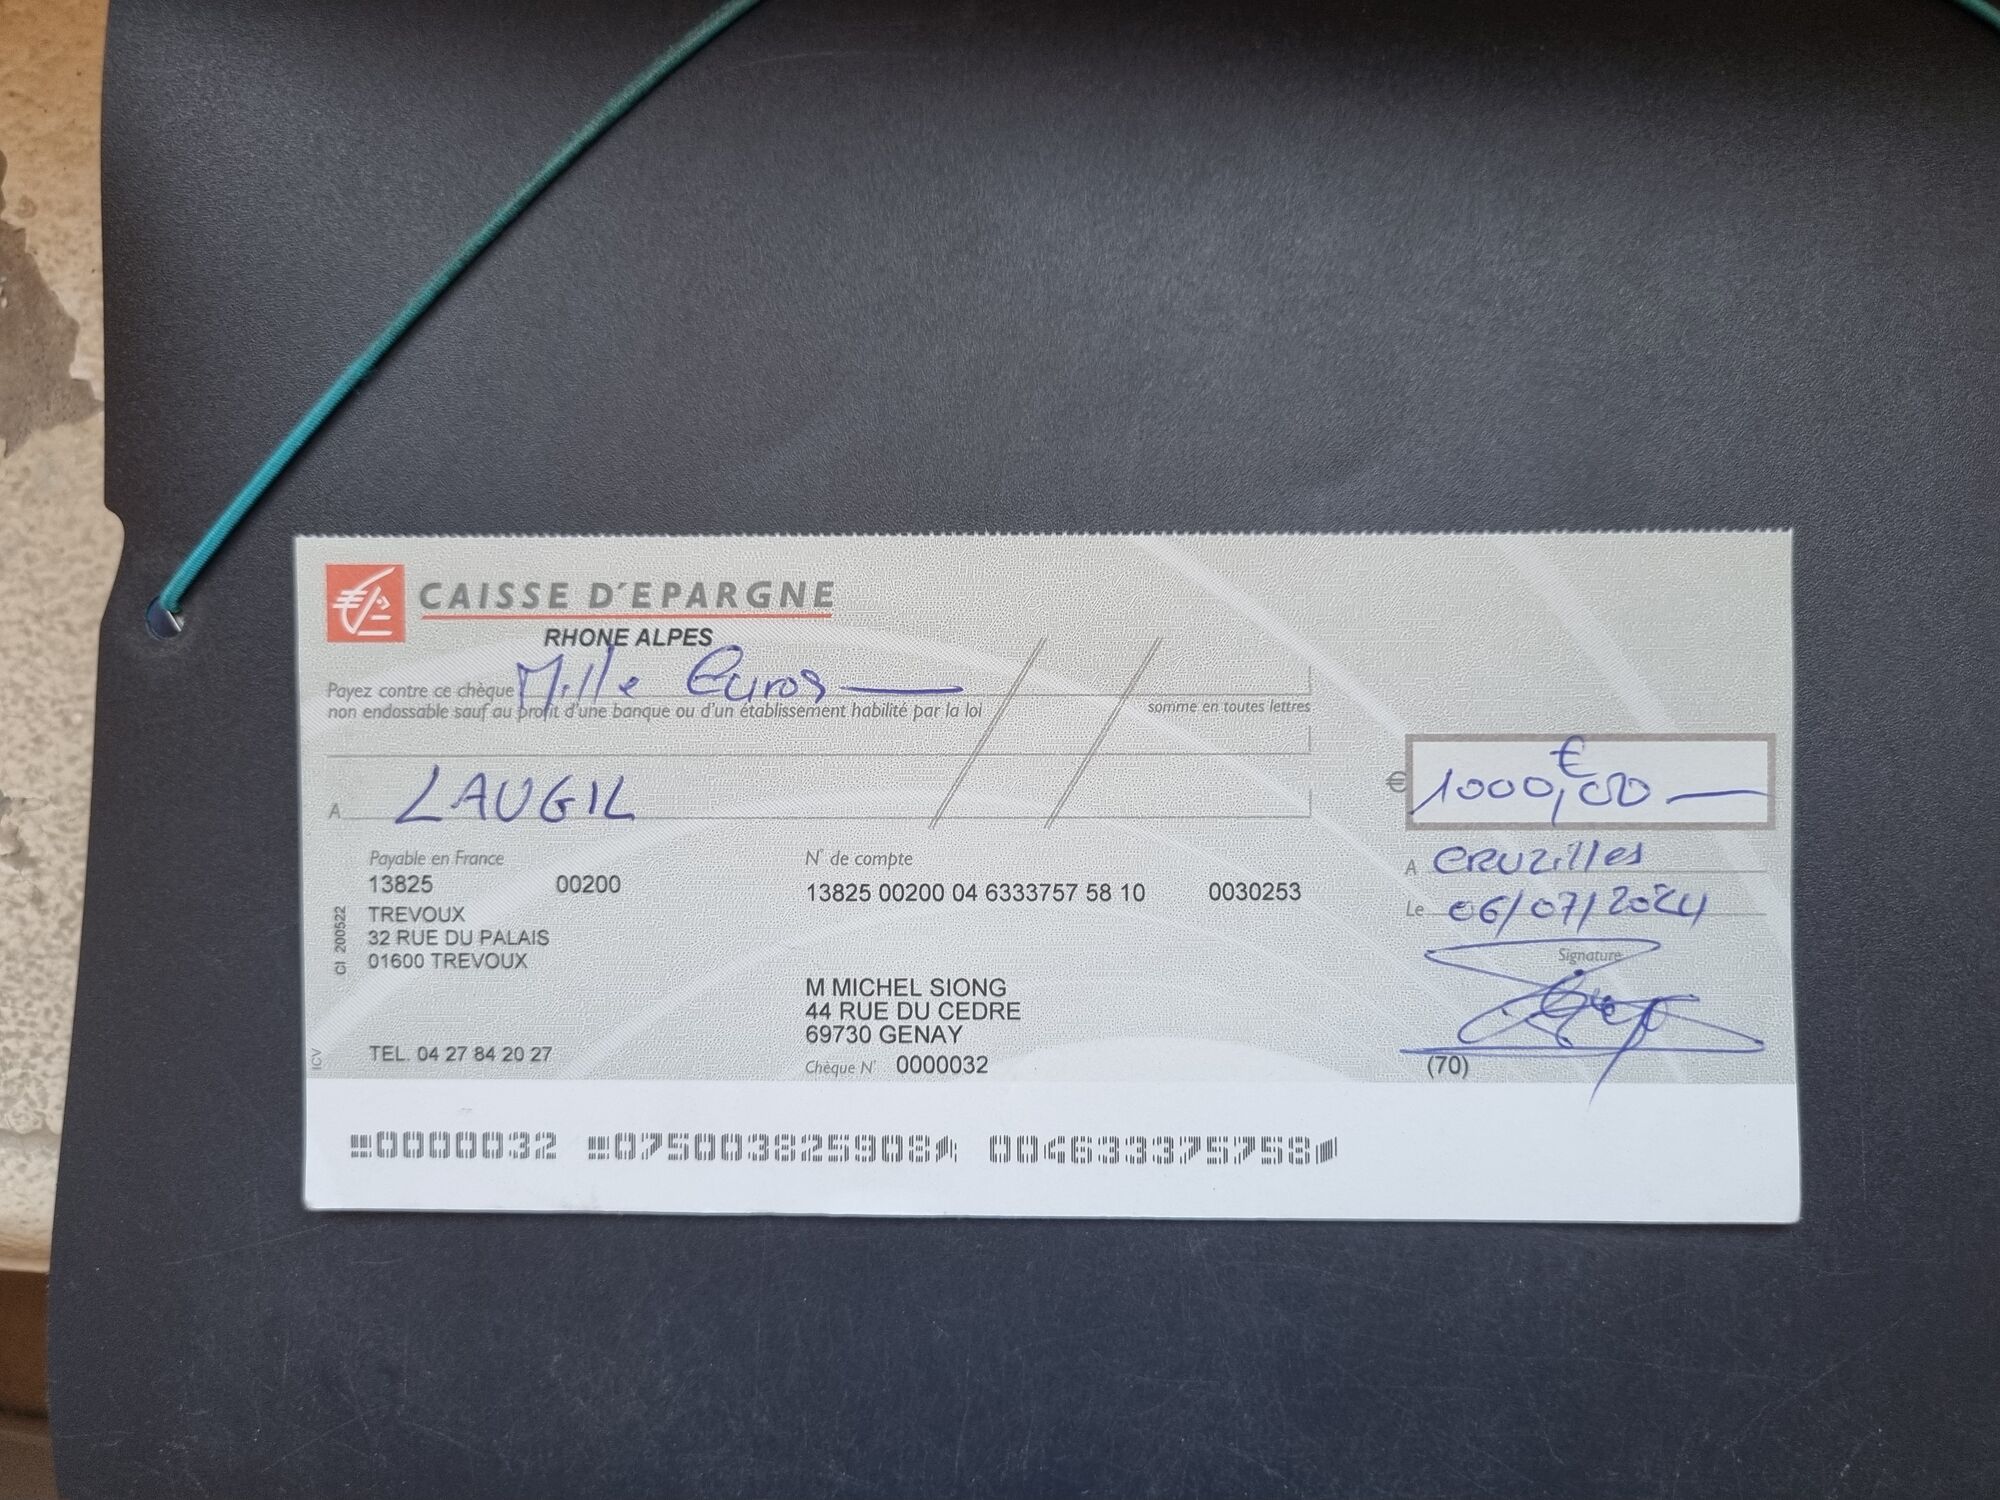 CAISSE D'EPARGNE
RHONE ALPES
Payez contre ce chèque Mille Euros
non endossable sauf au profit d'une banque ou d'un établissement habilité par la loi
somme en toutes lettres
€ 1000,00 €
A LAUGIL
Payable en France
13825 00200
TREVOUX
32 RUE DU PALAIS
01600 TREVOUX
TEL. 04 27 84 20 27
CI 200522
ICV
N° de compte
13825 00200 04 6333757 58 10 0030253
M MICHEL SIONG
44 RUE DU CEDRE
69730 GENAY
Chèque N° 0000032
A CRUZilles
Le 06/07/2024
Signature
(70)
0000032 075003825908 004633375758